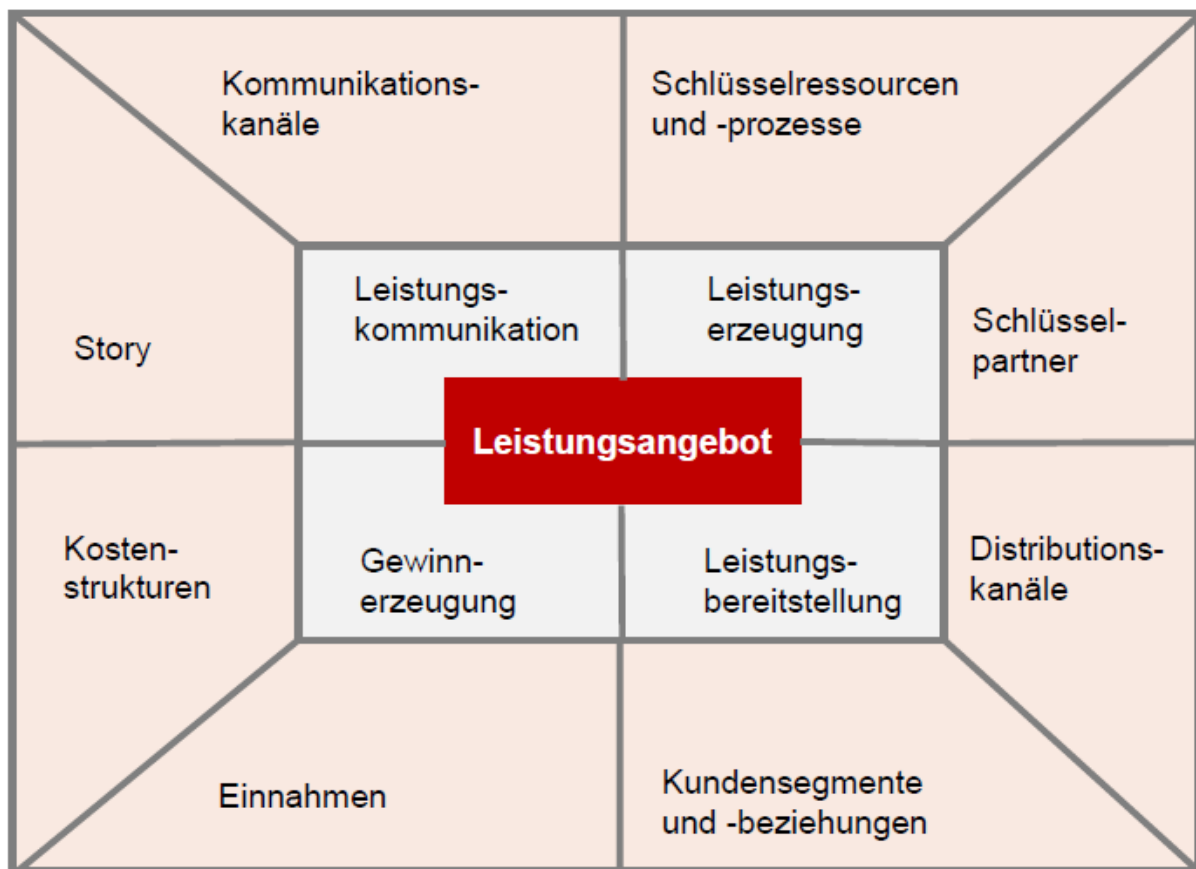 Kommunikations-
kanäle
Schlüsselressourcen
und -prozesse
Story
Leistungs-
kommunikation
Leistungs-
erzeugung
Schlüssel-
partner
Leistungsangebot
Kosten-
strukturen
Gewinn-
erzeugung
Leistungs-
bereitstellung
Distributions-
kanäle
Einnahmen
Kundensegmente
und -beziehungen